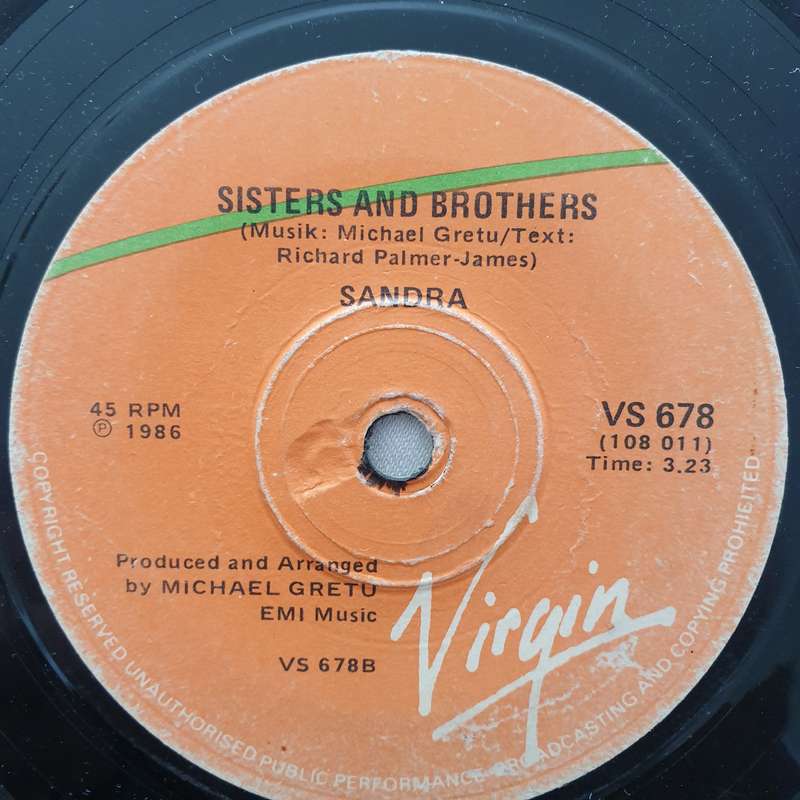 SISTERS AND BROTHERS
(Musik: Michael Gretu/Text:
Richard Palmer-James)
SANDRA
45 RPM
℗ 1986
VS 678
(108 011)
Time: 3.23
Produced and Arranged
by MICHAEL GRETU
EMI Music
VS 678B
Virgin
COPYRIGHT RESERVED UNAUTHORISED PUBLIC PERFORMANCE BROADCASTING AND COPYING PROHIEITED